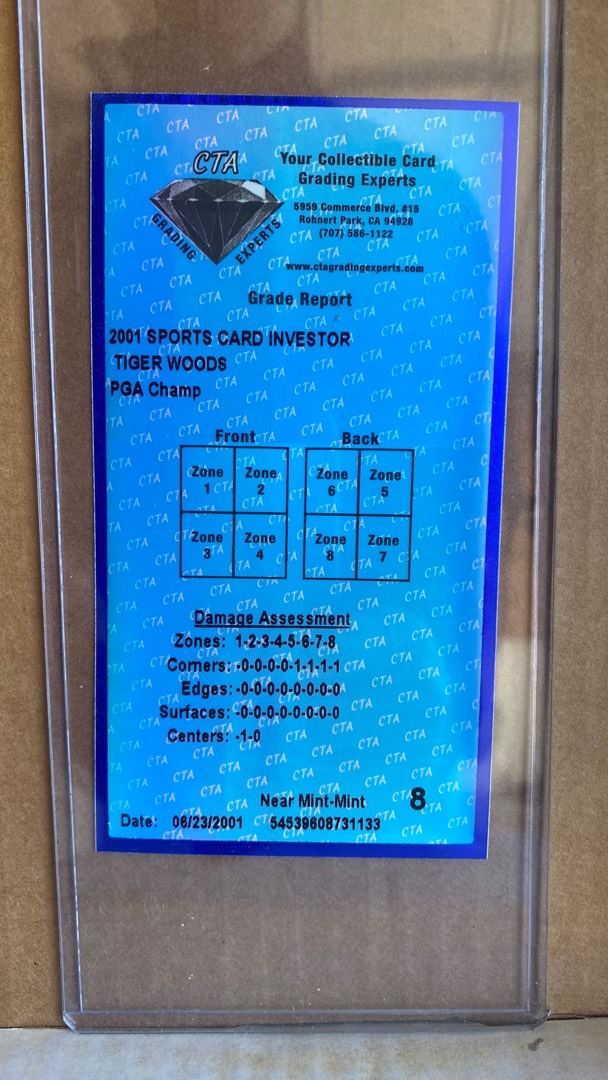 CTA
GRADING EXPERTS
Your Collectible Card
Grading Experts
5959 Commerce Blvd. #15
Rohnert Park, CA 94928
(707) 586-1122
www.ctagradingexperts.com
Grade Report
2001 SPORTS CARD INVESTOR
TIGER WOODS
PGA Champ
Front Back
Zone 1 Zone 2 Zone 6 Zone 5
Zone 3 Zone 4 Zone 8 Zone 7
Damage Assessment
Zones: 1-2-3-4-5-6-7-8
Corners: -0-0-0-0-1-1-1-1
Edges: -0-0-0-0-0-0-0-0
Surfaces: -0-0-0-0-0-0-0-0
Centers: -1-0
Near Mint-Mint 8
Date: 06/23/2001 54539608731133